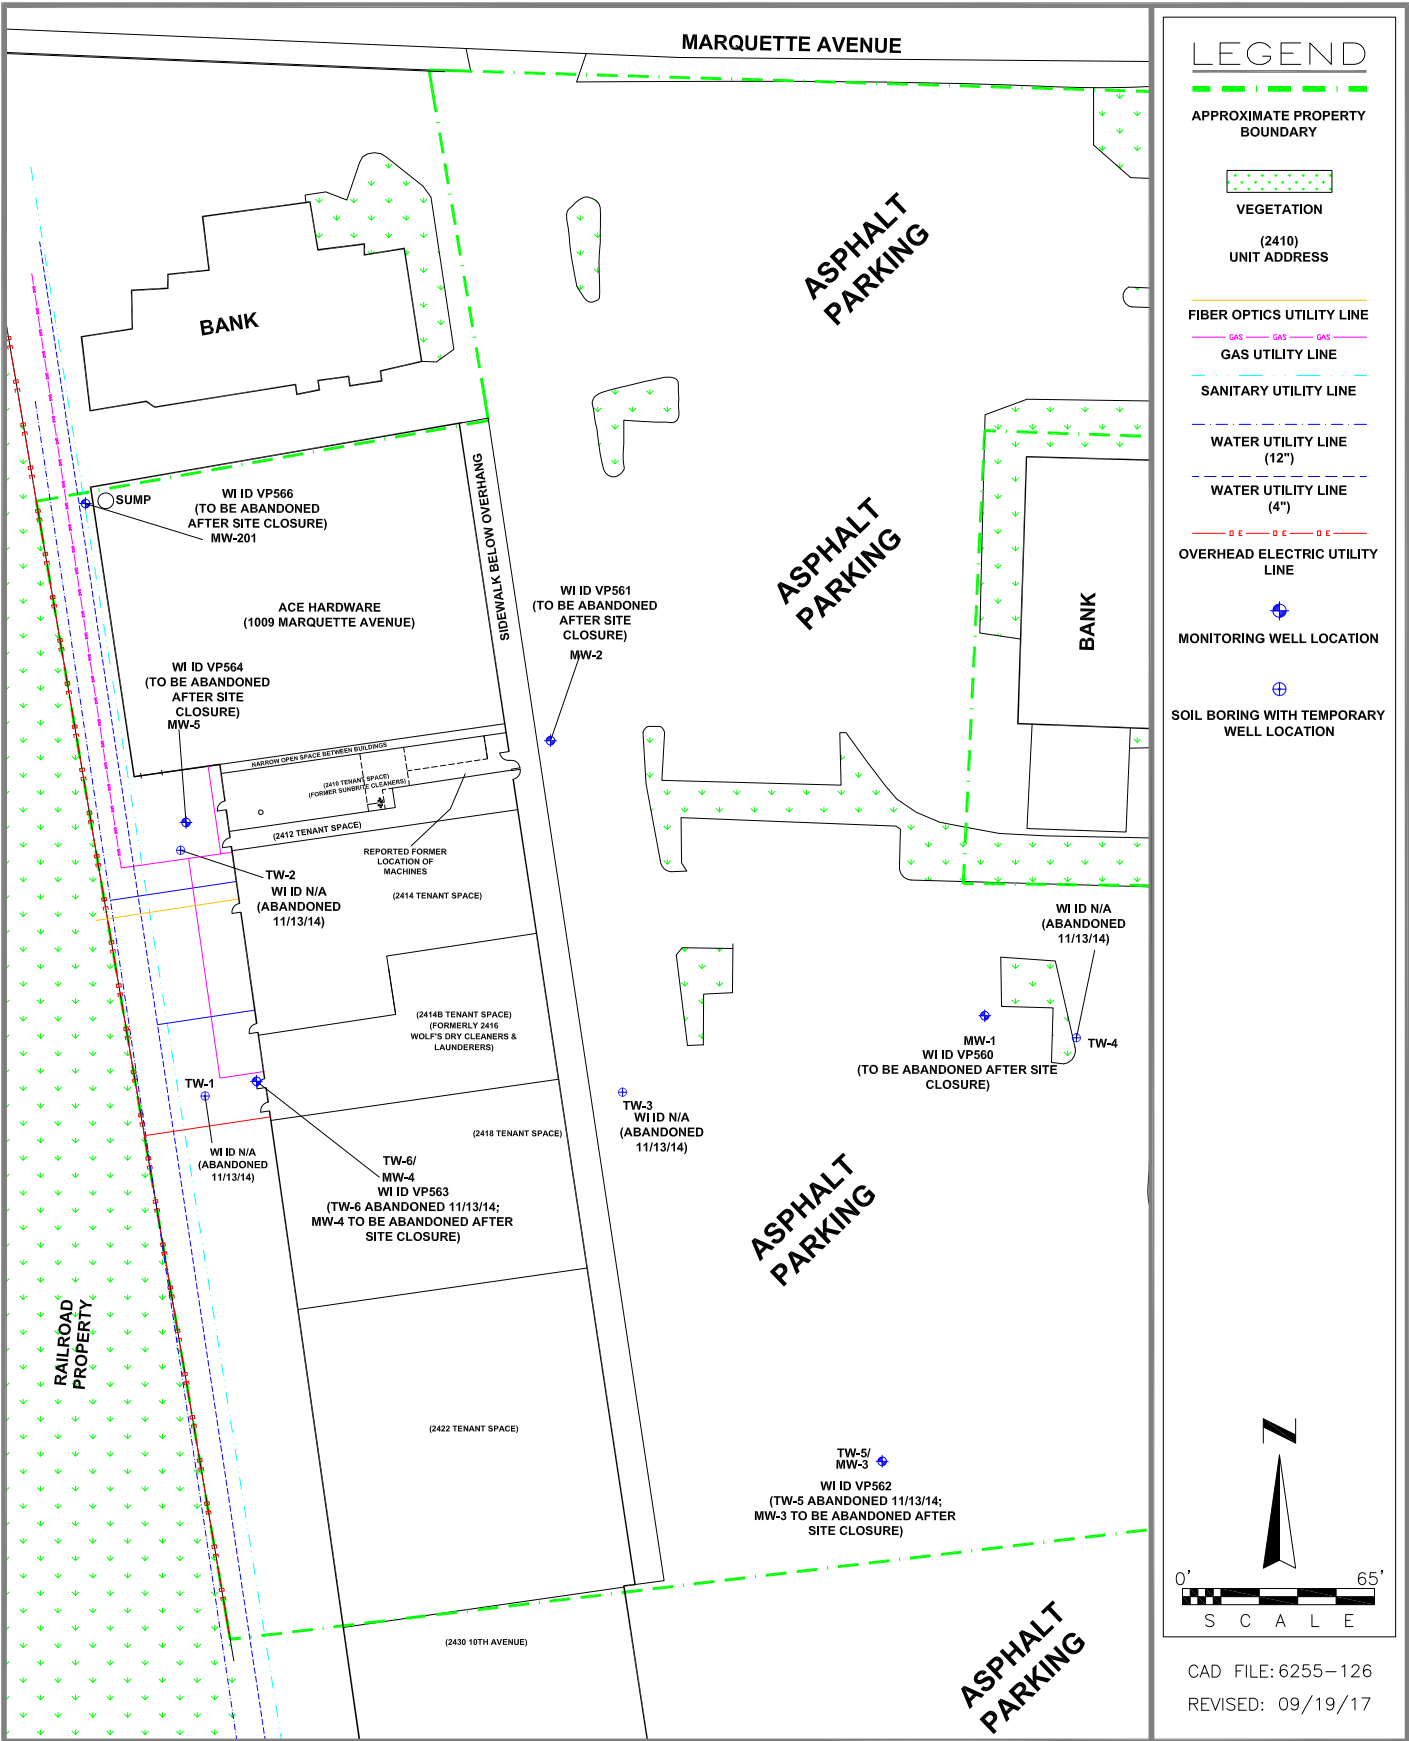 MARQUETTE AVENUE
ASPHALT
PARKING
BANK
SUMP
WI ID VP566
(TO BE ABANDONED
AFTER SITE CLOSURE)
MW-201
SIDEWALK BELOW OVERHANG
ACE HARDWARE
(1009 MARQUETTE AVENUE)
WI ID VP561
(TO BE ABANDONED
AFTER SITE
CLOSURE)
MW-2
ASPHALT
PARKING
BANK
WI ID VP564
(TO BE ABANDONED
AFTER SITE
CLOSURE)
MW-5
NARROW OPEN SPACE BETWEEN BUILDINGS
(2410 TENANT SPACE)
(FORMER SUNBRITE CLEANERS)
(2412 TENANT SPACE)
REPORTED FORMER
LOCATION OF
MACHINES
TW-2
WI ID N/A
(ABANDONED
11/13/14)
(2414 TENANT SPACE)
WI ID N/A
(ABANDONED
11/13/14)
TW-4
(2414B TENANT SPACE)
(FORMERLY 2416
WOLF'S DRY CLEANERS &
LAUNDERERS)
MW-1
WI ID VP560
(TO BE ABANDONED AFTER SITE
CLOSURE)
TW-1
WI ID N/A
(ABANDONED
11/13/14)
TW-3
WI ID N/A
(ABANDONED
11/13/14)
(2418 TENANT SPACE)
TW-6/
MW-4
WI ID VP563
(TW-6 ABANDONED 11/13/14;
MW-4 TO BE ABANDONED AFTER
SITE CLOSURE)
ASPHALT
PARKING
RAILROAD
PROPERTY
(2422 TENANT SPACE)
TW-5/
MW-3
WI ID VP562
(TW-5 ABANDONED 11/13/14;
MW-3 TO BE ABANDONED AFTER
SITE CLOSURE)
(2430 10TH AVENUE)
ASPHALT
PARKING
LEGEND
APPROXIMATE PROPERTY
BOUNDARY
VEGETATION
(2410)
UNIT ADDRESS
FIBER OPTICS UTILITY LINE
GAS GAS GAS
GAS UTILITY LINE
SANITARY UTILITY LINE
WATER UTILITY LINE
(12")
WATER UTILITY LINE
(4")
O E O E O E
OVERHEAD ELECTRIC UTILITY
LINE
MONITORING WELL LOCATION
SOIL BORING WITH TEMPORARY
WELL LOCATION
N
0' 65'
S C A L E
CAD FILE:6255-126
REVISED: 09/19/17